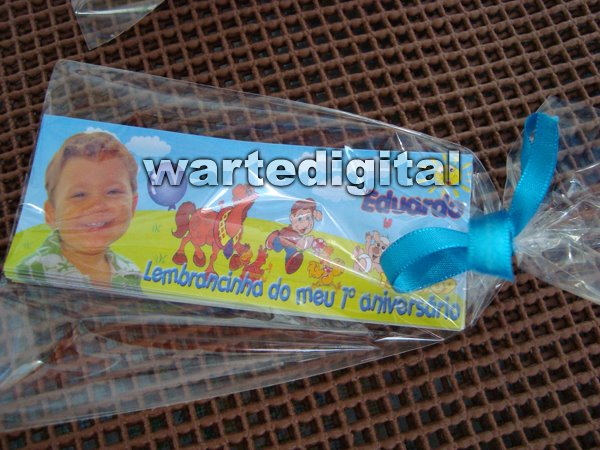 wartedigital
Eduardo
Lembrancinha do meu 1º aniversário